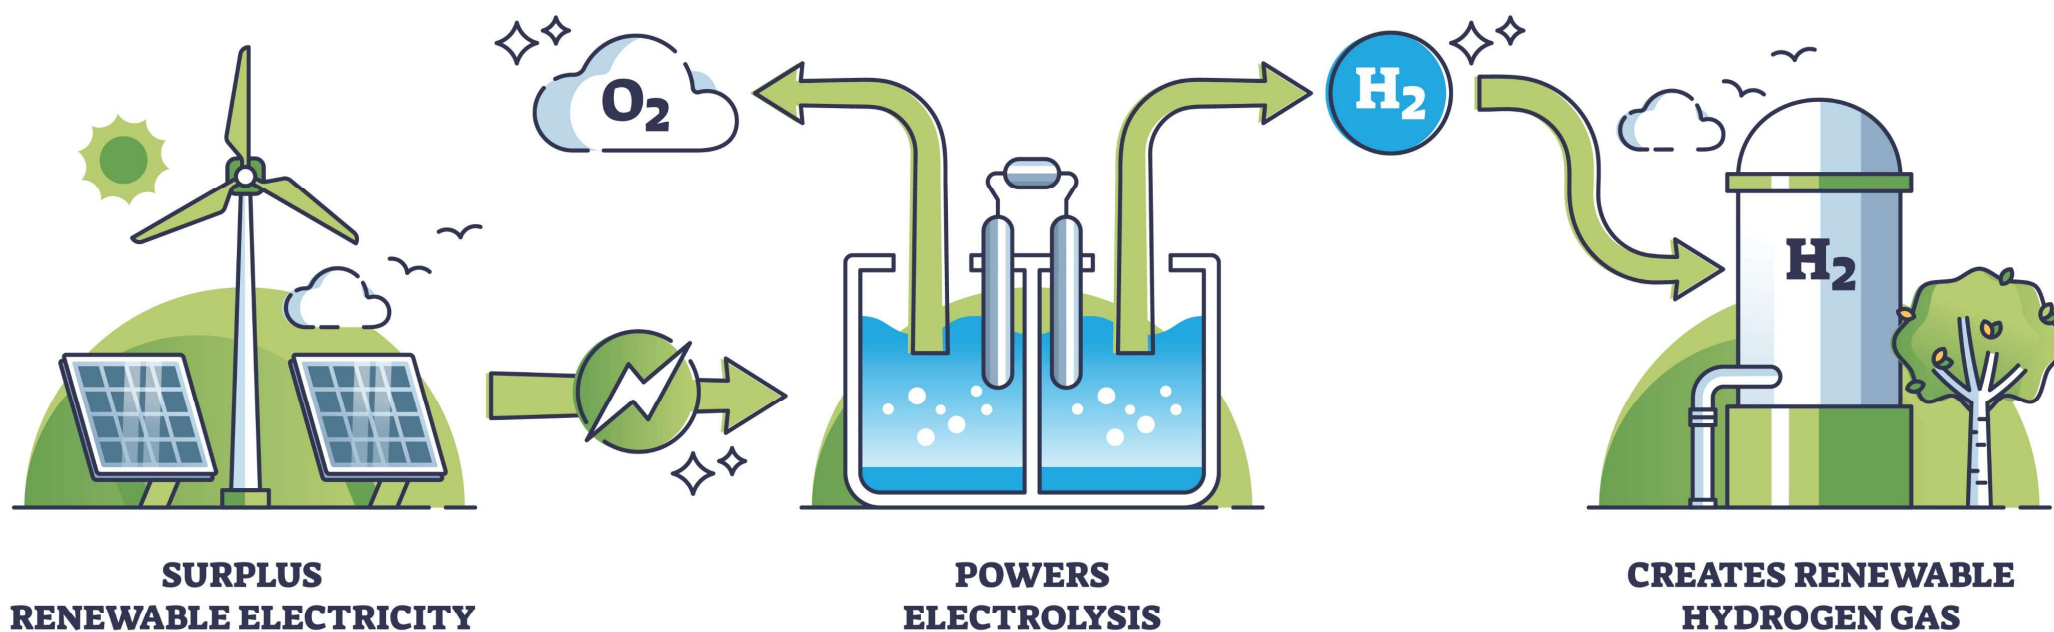 O₂
H₂
H₂
SURPLUS
RENEWABLE ELECTRICITY
POWERS
ELECTROLYSIS
CREATES RENEWABLE
HYDROGEN GAS